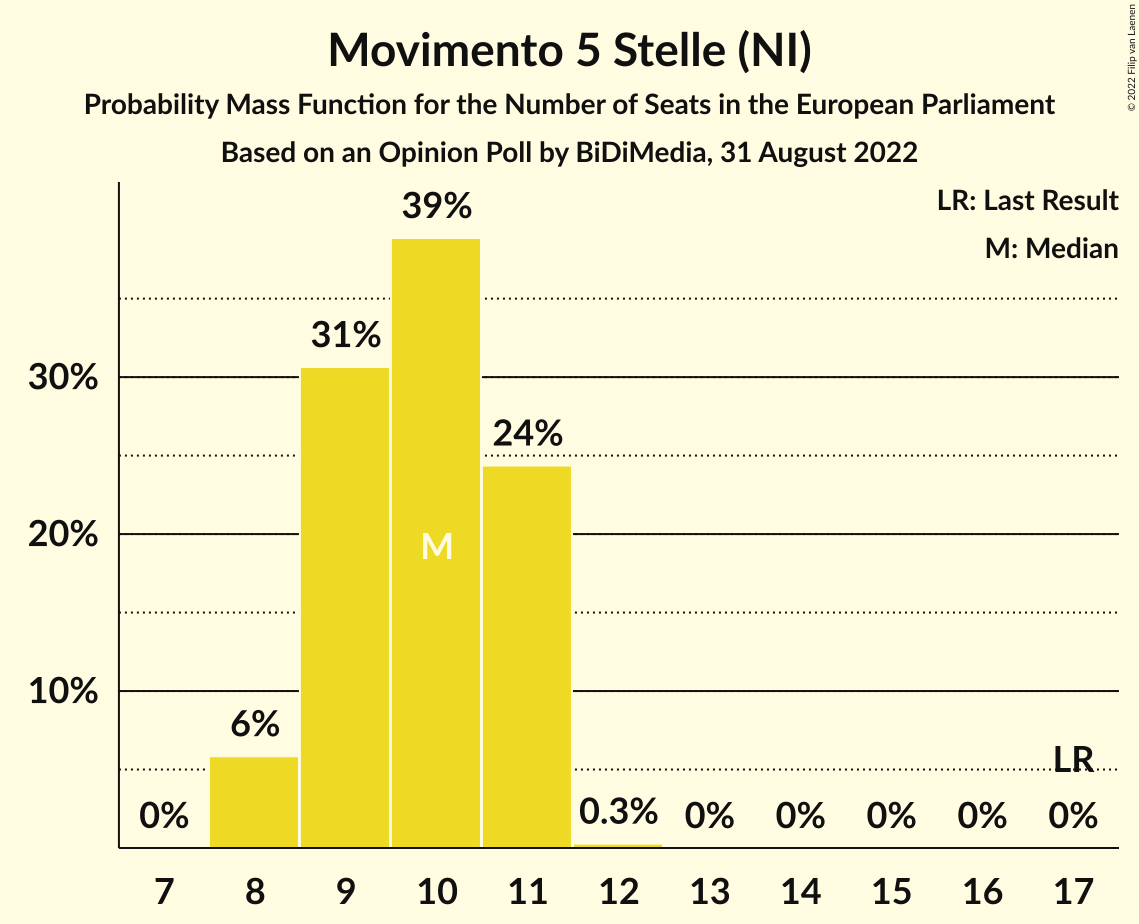 Movimento 5 Stelle (NI)
Probability Mass Function for the Number of Seats in the European Parliament
Based on an Opinion Poll by BiDiMedia, 31 August 2022
© 2022 Filip van Laenen
LR: Last Result
M: Median
39%
31%
30%
24%
20%
M
10%
6%
LR
0%
0.3%
0%
0%
0%
0%
0%
7 8 9 10 11 12 13 14 15 16 17